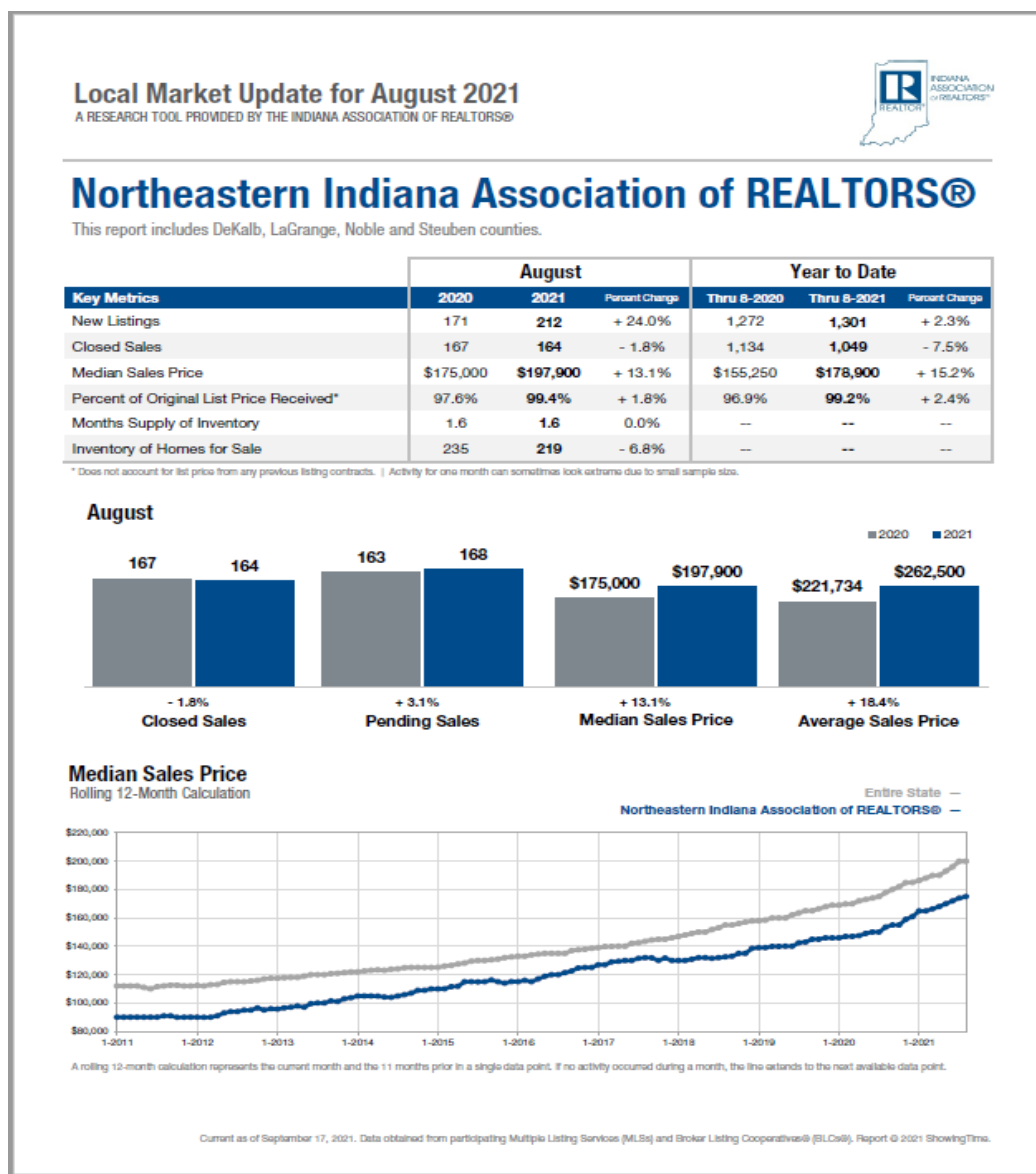 Local Market Update for August 2021
A RESEARCH TOOL PROVIDED BY THE INDIANA ASSOCIATION OF REALTORS®
R
REALTOR®
INDIANA
ASSOCIATION
OF REALTORS®
Northeastern Indiana Association of REALTORS®
This report includes DeKalb, LaGrange, Noble and Steuben counties.
August Year to Date
Key Metrics 2020 2021 Percent Change Thru 8-2020 Thru 8-2021 Percent Change
New Listings 171 212 + 24.0% 1,272 1,301 + 2.3%
Closed Sales 167 164 - 1.8% 1,134 1,049 - 7.5%
Median Sales Price $175,000 $197,900 + 13.1% $155,250 $178,900 + 15.2%
Percent of Original List Price Received* 97.6% 99.4% + 1.8% 96.9% 99.2% + 2.4%
Months Supply of Inventory 1.6 1.6 0.0% -- -- --
Inventory of Homes for Sale 235 219 - 6.8% -- -- --
* Does not account for list price from any previous listing contracts. | Activity for one month can sometimes look extreme due to small sample size.
August
2020 2021
167 164 163 168 $175,000 $197,900 $221,734 $262,500
- 1.8% + 3.1% + 13.1% + 18.4%
Closed Sales Pending Sales Median Sales Price Average Sales Price
Median Sales Price
Rolling 12-Month Calculation
Entire State —
Northeastern Indiana Association of REALTORS® —
$220,000
$200,000
$180,000
$160,000
$140,000
$120,000
$100,000
$80,000
1-2011 1-2012 1-2013 1-2014 1-2015 1-2016 1-2017 1-2018 1-2019 1-2020 1-2021
A rolling 12-month calculation represents the current month and the 11 months prior in a single data point. If no activity occurred during a month, the line extends to the next available data point.
Current as of September 17, 2021. Data obtained from participating Multiple Listing Services (MLSs) and Broker Listing Cooperatives® (BLCs®). Report © 2021 ShowingTime.